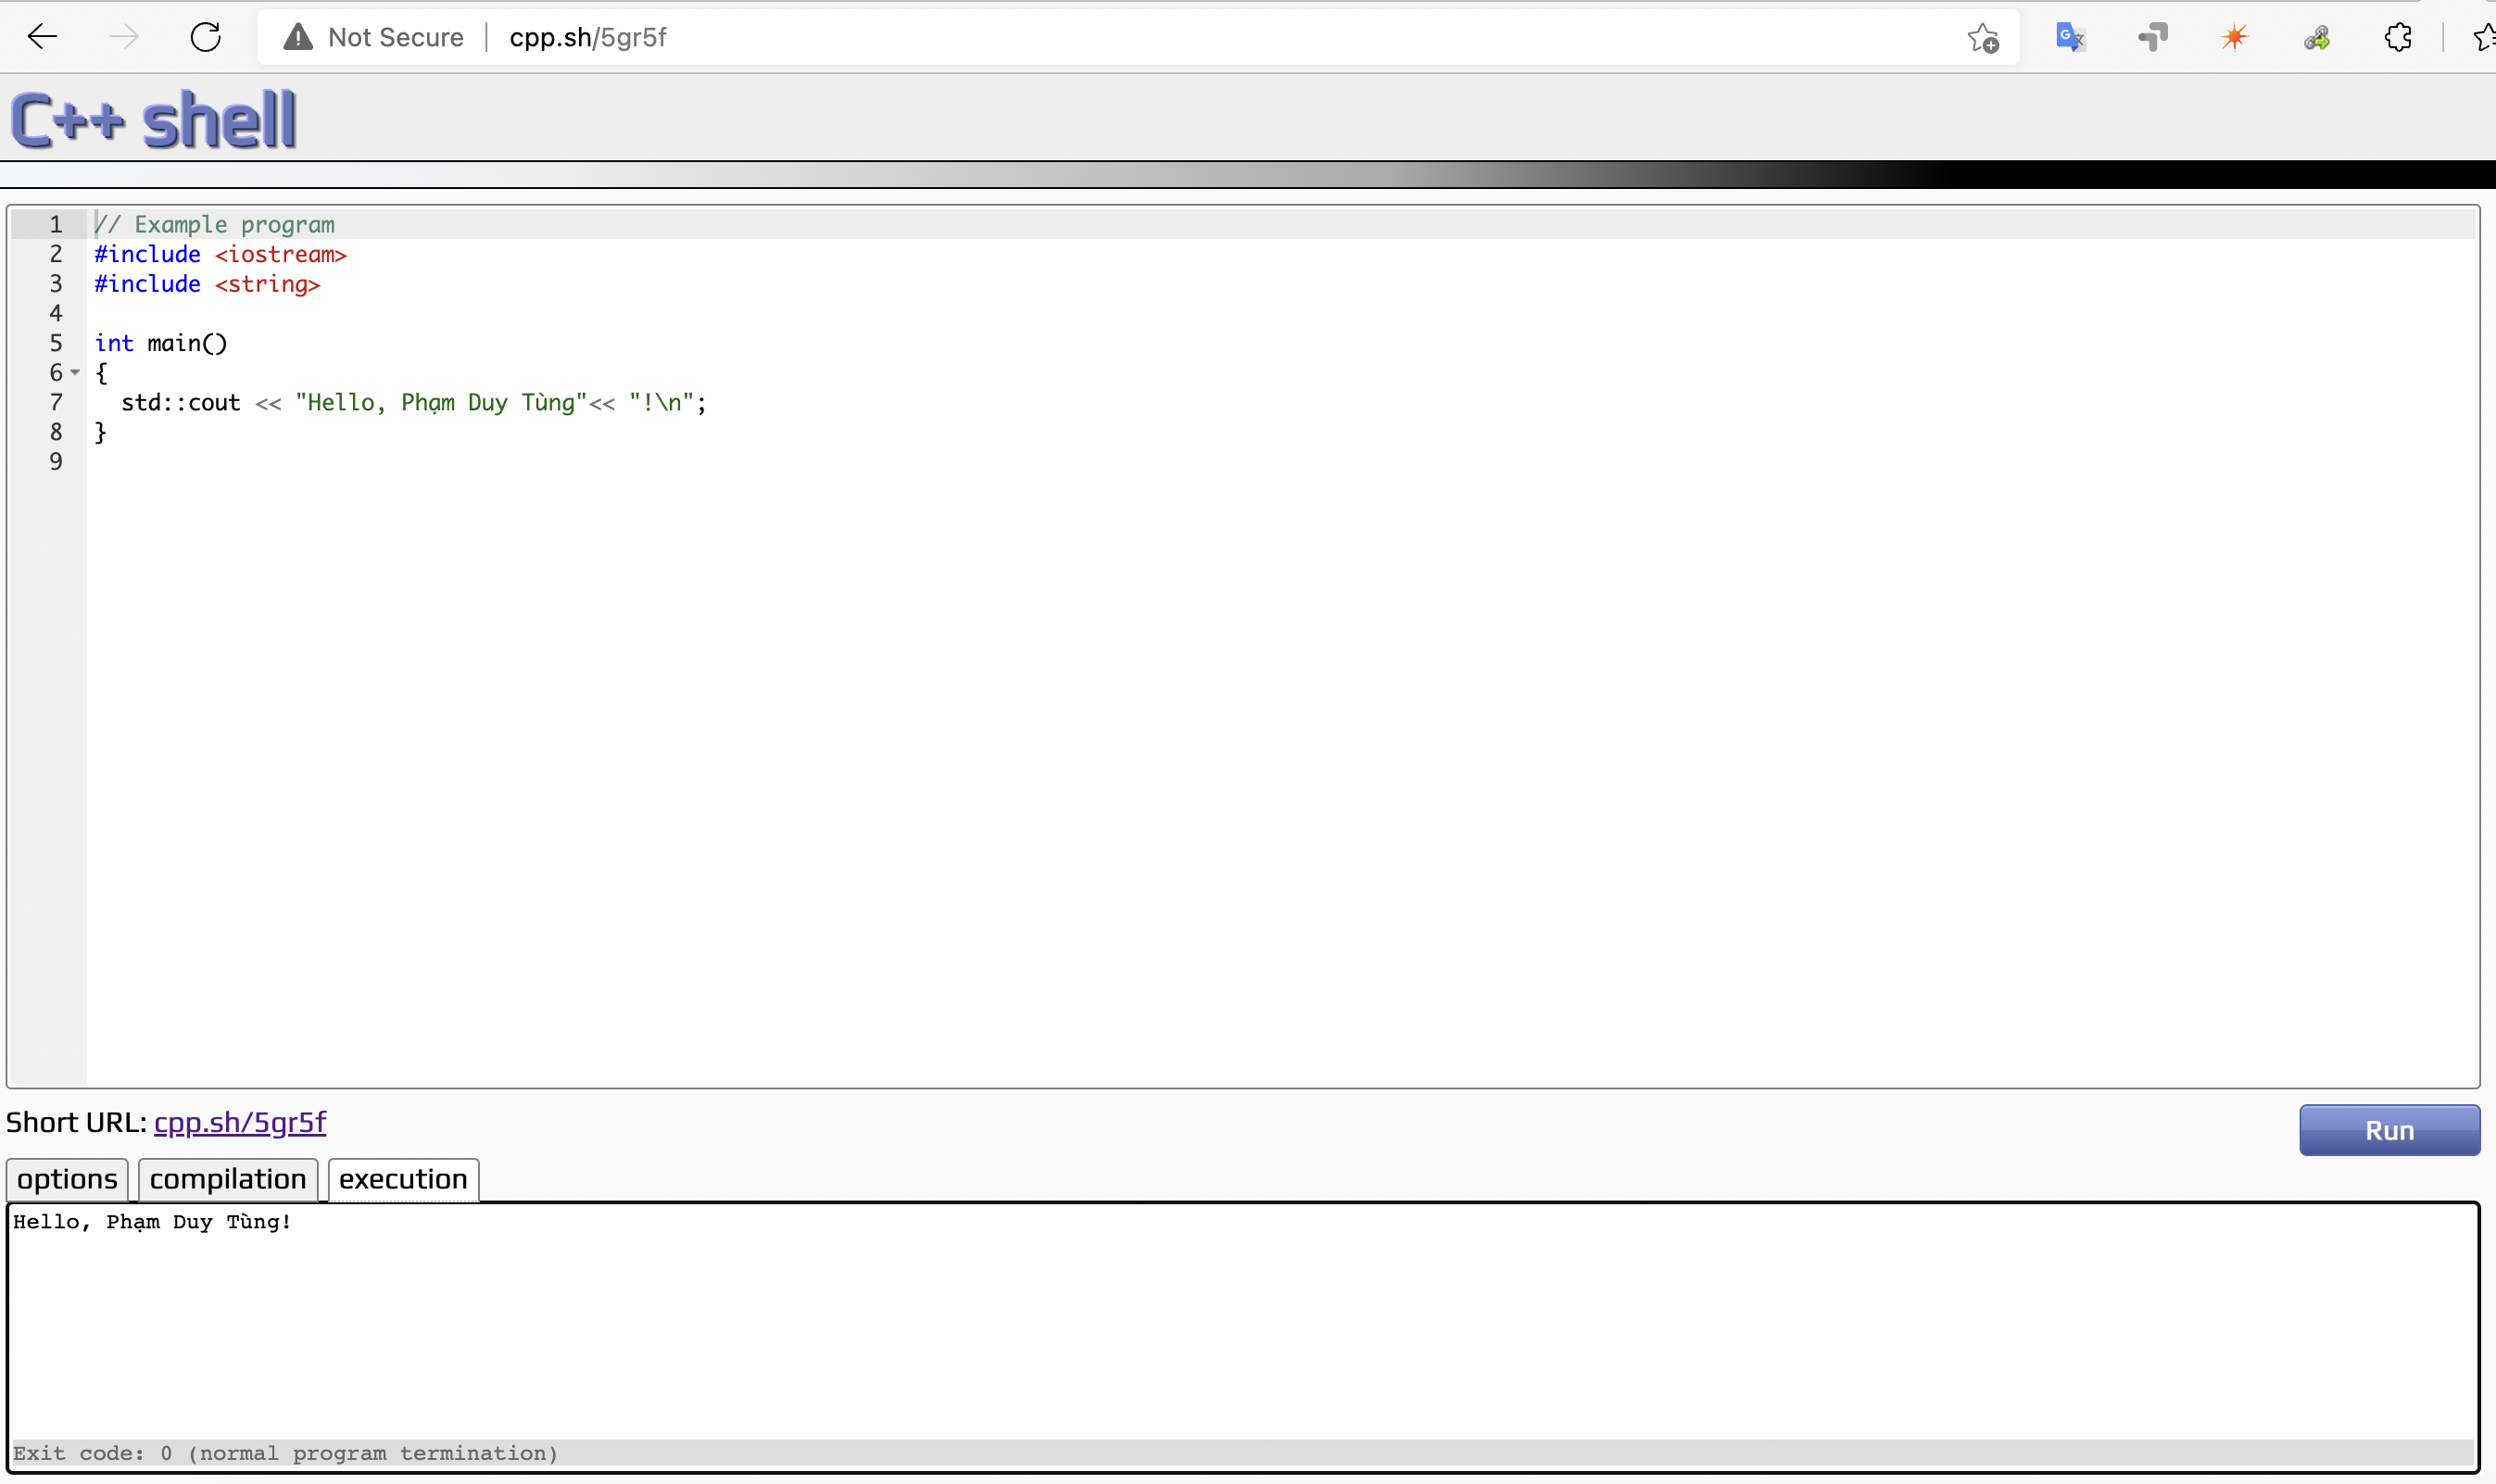 Not Secure | cpp.sh/5gr5f
C++ shell
1 // Example program
2 #include <iostream>
3 #include <string>
4
5 int main()
6 {
7   std::cout << "Hello, Phạm Duy Tùng"<< "!\n";
8 }
9
Short URL: cpp.sh/5gr5f
Run
options compilation execution
Hello, Phạm Duy Tùng!
Exit code: 0 (normal program termination)